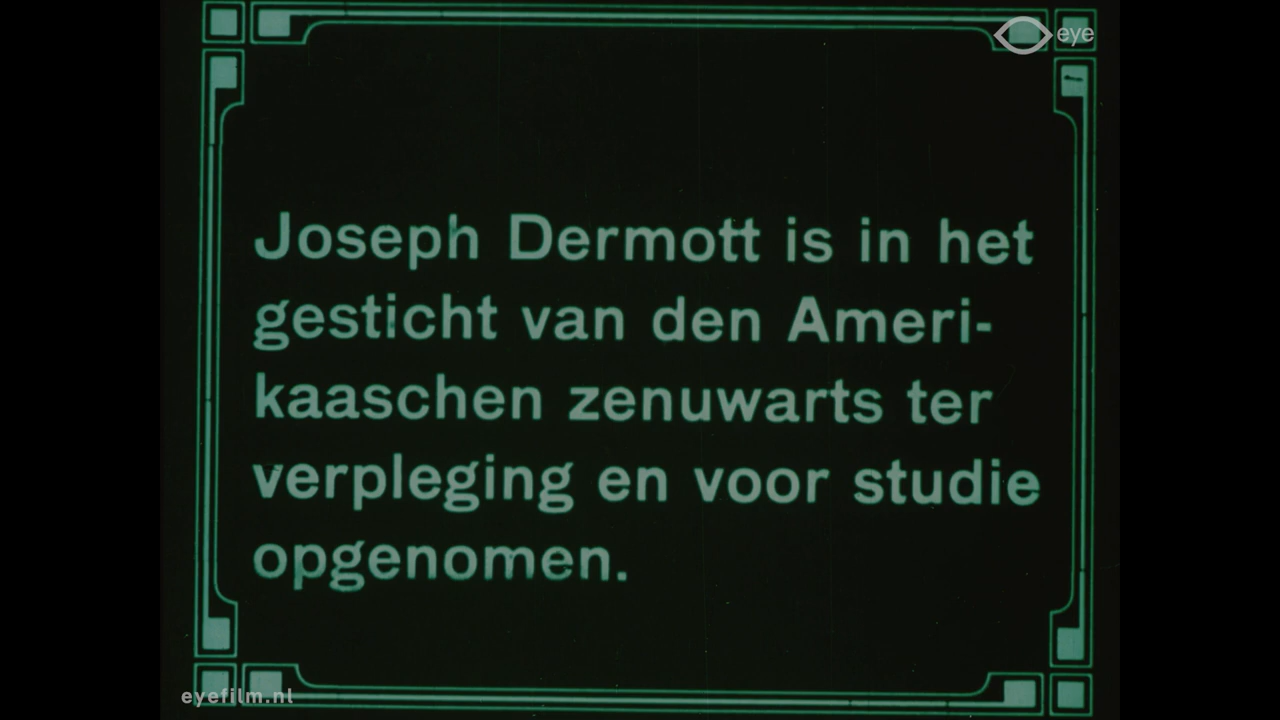 eye
Joseph Dermott is in het
gesticht van den Ameri-
kaaschen zenuwarts ter
verpleging en voor studie
opgenomen.
eyefilm.nl